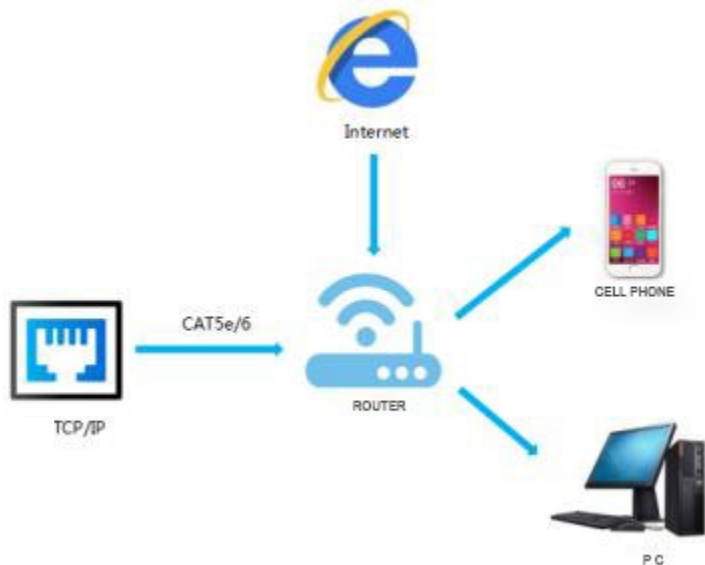 Internet
CELL PHONE
CAT5e/6
ROUTER
TCP/IP
PC